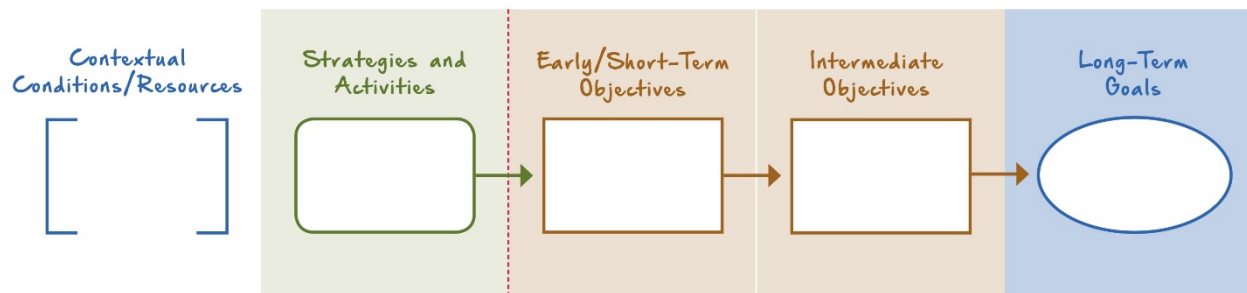 Contextual
Conditions/Resources
Strategies and
Activities
Early/Short-Term
Objectives
Intermediate
Objectives
Long-Term
Goals